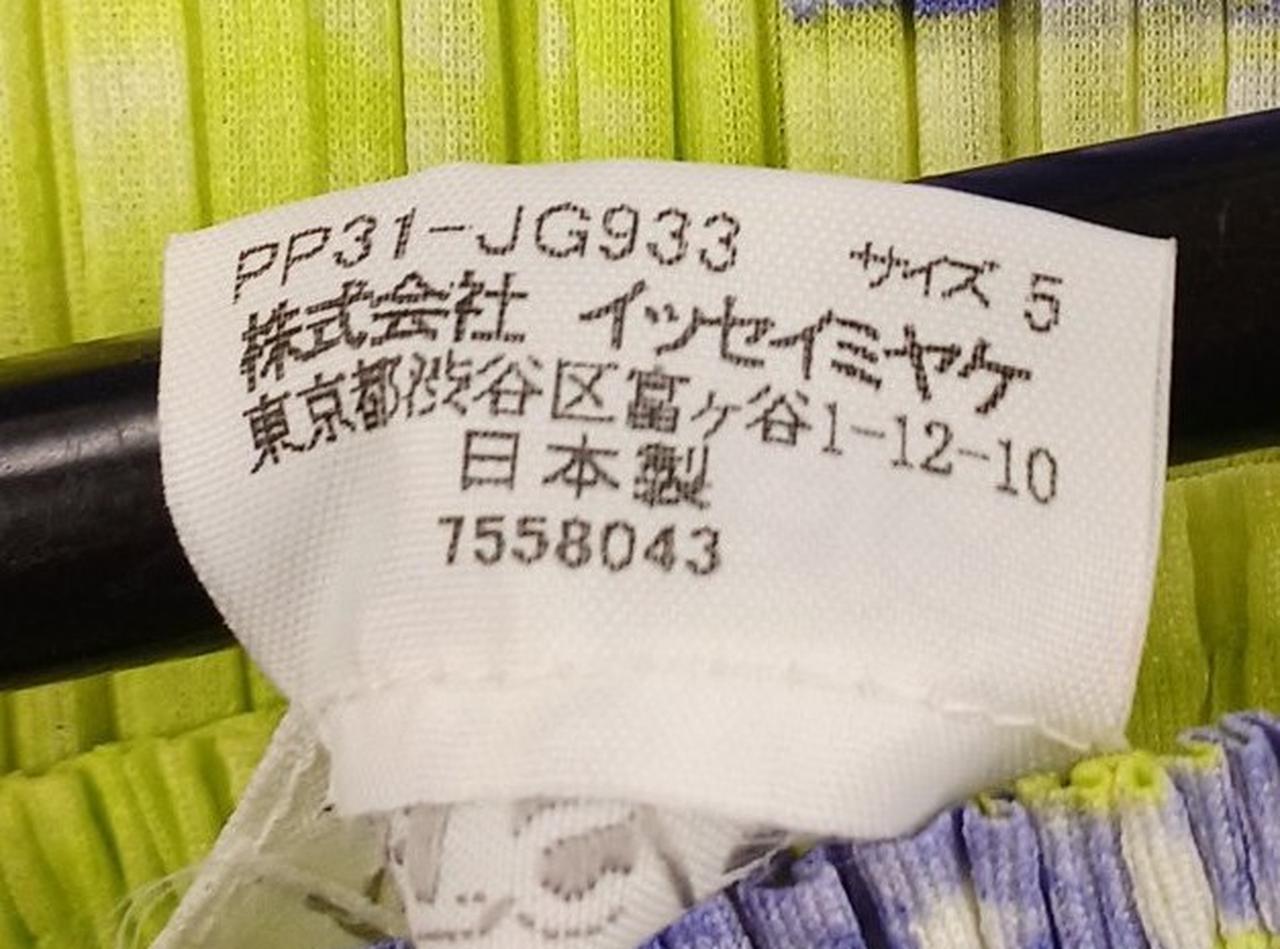 PP31-JG933 サイズ 5
株式会社 イッセイミヤケ
東京都渋谷区富ヶ谷1-12-10
日本製
7558043